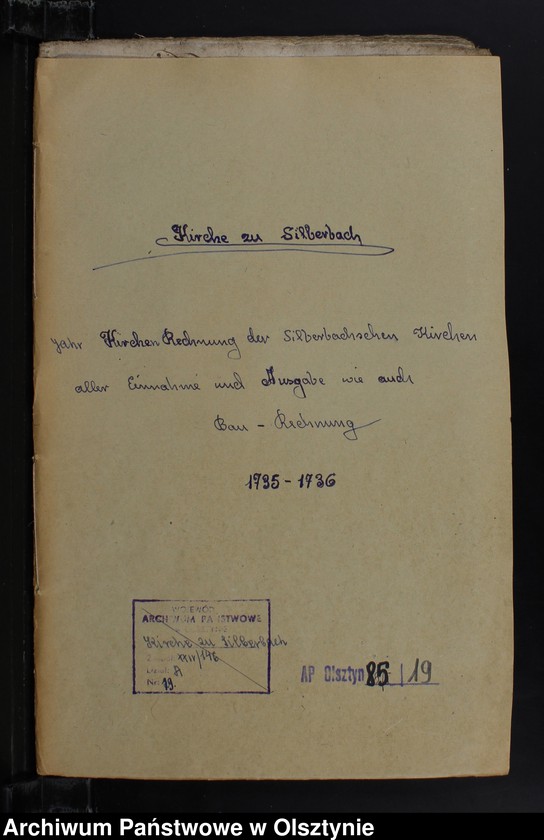 Kirche zu Silberbach
Jahr Kirchen Rechnung der Silberbachschen Kirchen
aller Einnahme und Ausgabe wie auch
Bau - Rechnung
1735 - 1736
ARCHIWUM PAŃSTWOWE
Kirche zu Silberbach
XXIV/146
A
Nr. 19.
AP Olsztyn 85 | 19
Archiwum Państwowe w Olsztynie